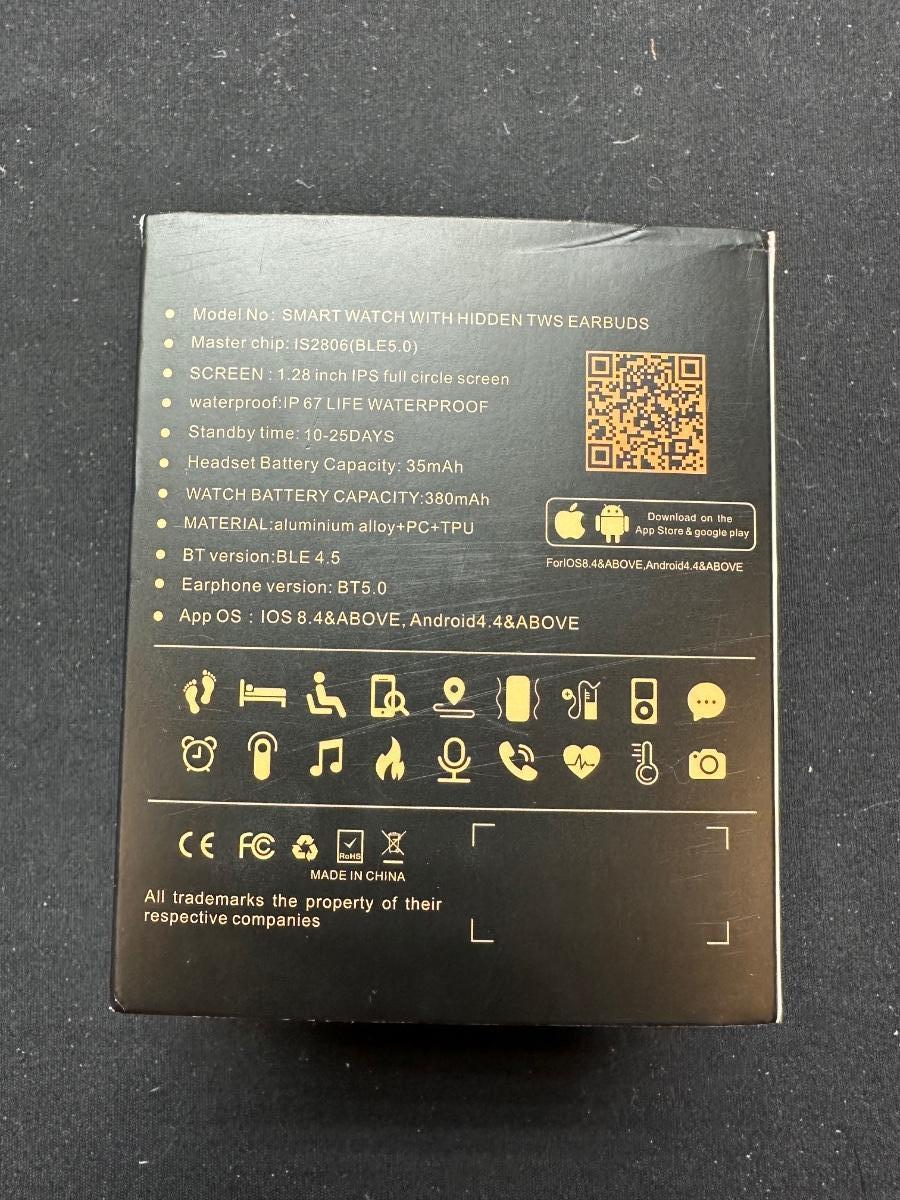 Model No: SMART WATCH WITH HIDDEN TWS EARBUDS
Master chip: IS2806(BLE5.0)
SCREEN : 1.28 inch IPS full circle screen
waterproof:IP 67 LIFE WATERPROOF
Standby time: 10-25DAYS
Headset Battery Capacity: 35mAh
WATCH BATTERY CAPACITY:380mAh
MATERIAL:aluminium alloy+PC+TPU
BT version:BLE 4.5
Earphone version: BT5.0
App OS : IOS 8.4&ABOVE, Android4.4&ABOVE
Download on the
App Store & google play
ForIOS8.4&ABOVE,Android4.4&ABOVE
CE FC RoHS
MADE IN CHINA
All trademarks the property of their
respective companies